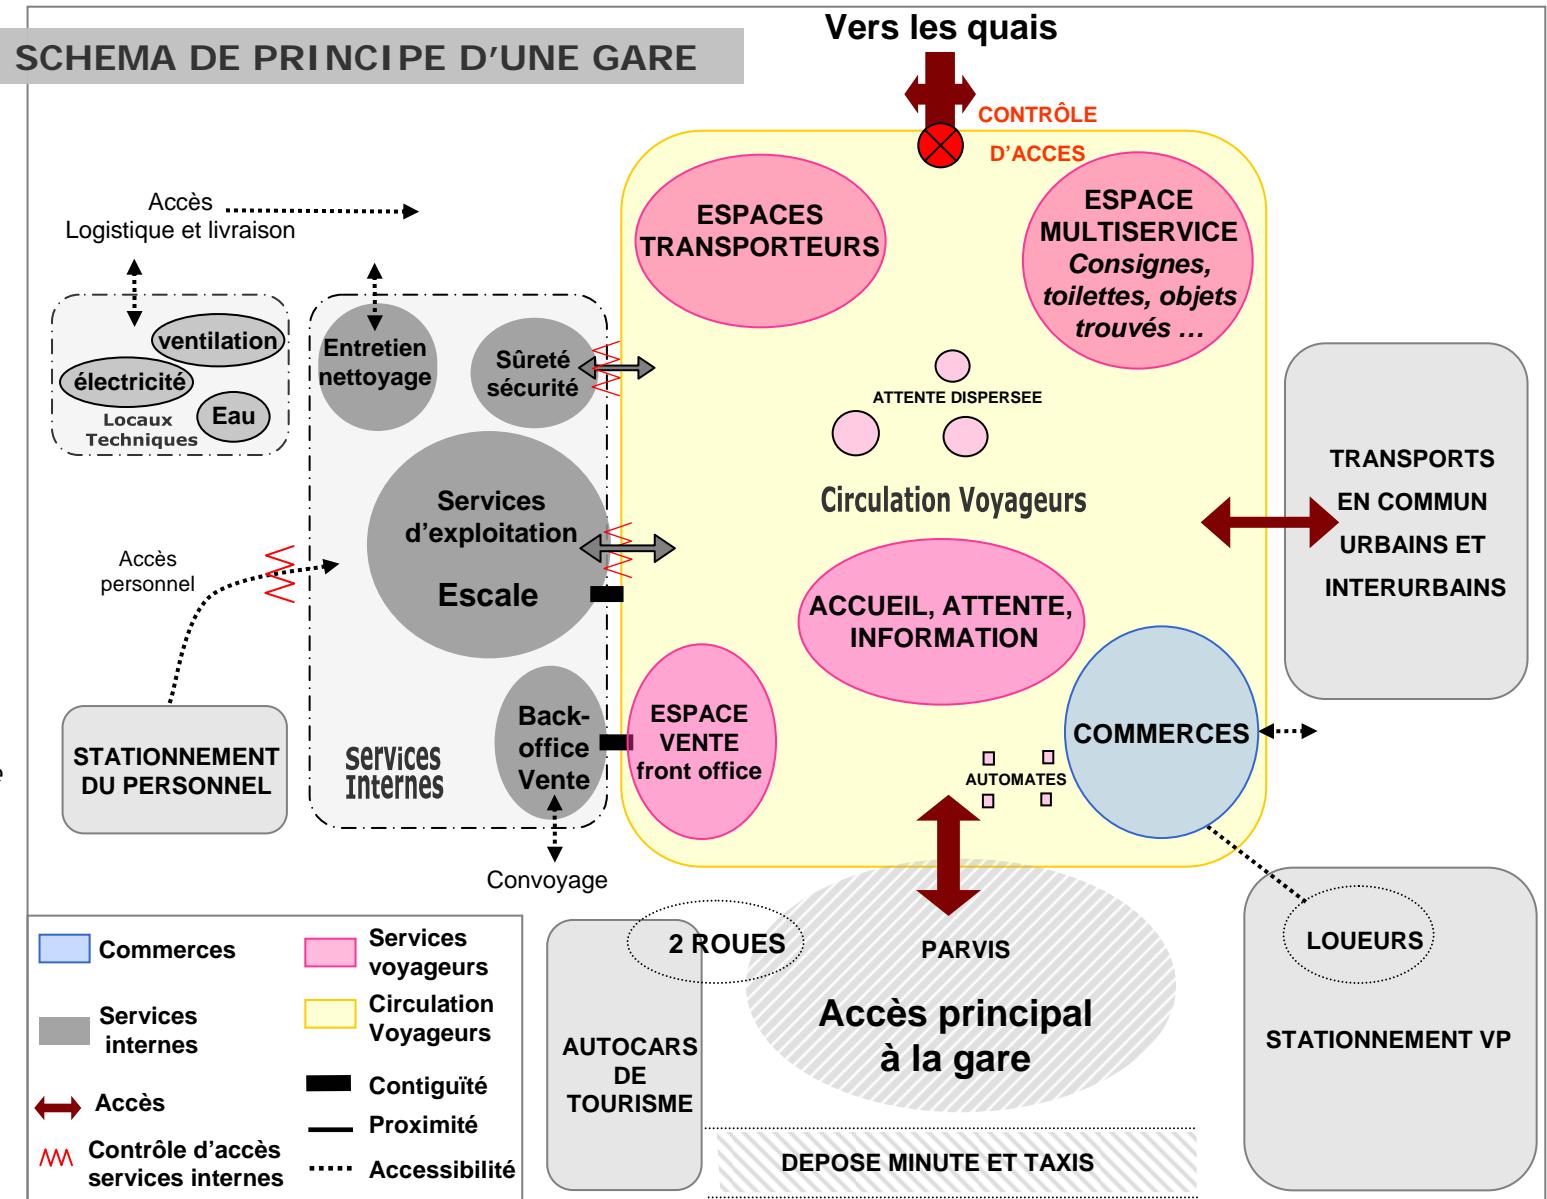 SCHEMA DE PRINCIPE D'UNE GARE
Vers les quais
CONTRÔLE
D'ACCES
Accès
Logistique et livraison
ESPACES
TRANSPORTEURS
ESPACE
MULTISERVICE
Consignes,
toilettes, objets
trouvés …
ventilation
électricité
Eau
Locaux
Techniques
Entretien
nettoyage
Sûreté
sécurité
ATTENTE DISPERSEE
Circulation Voyageurs
TRANSPORTS
EN COMMUN
URBAINS ET
INTERURBAINS
Services
d'exploitation
Escale
Accès
personnel
ACCUEIL, ATTENTE,
INFORMATION
STATIONNEMENT
DU PERSONNEL
Services
Internes
Back-
office
Vente
ESPACE
VENTE
front office
COMMERCES
AUTOMATES
e
Convoyage
2 ROUES
PARVIS
Accès principal
à la gare
LOUEURS
STATIONNEMENT VP
AUTOCARS
DE
TOURISME
DEPOSE MINUTE ET TAXIS
Commerces
Services
internes
Accès
Contrôle d'accès
services internes
Services
voyageurs
Circulation
Voyageurs
Contiguïté
Proximité
Accessibilité